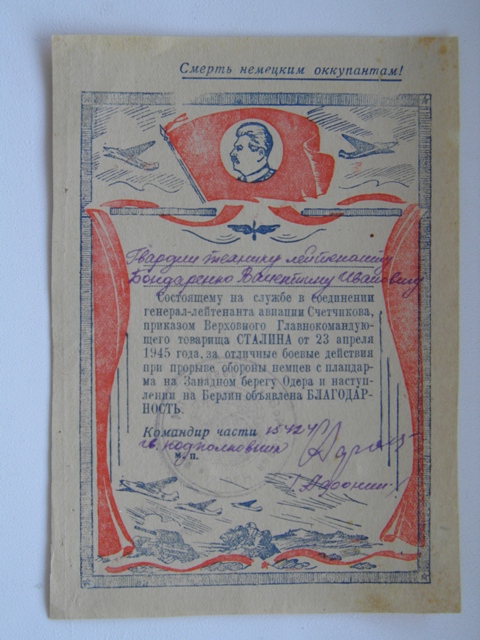 Смерть немецким оккупантам!
Гвардии технику лейтенанту
Бондаренко Валентину Ивановичу
Состоящему на службе в соединении
генерал-лейтенанта авиации Счетчикова,
приказом Верховного Главнокомандую-
щего товарища СТАЛИНА от 23 апреля
1945 года, за отличные боевые действия
при прорыве обороны немцев с плацдар-
ма на Западном берегу Одера и наступ-
лении на Берлин объявлена БЛАГОДАР-
НОСТЬ.
Командир части 15424
гв. подполковник
м. п.